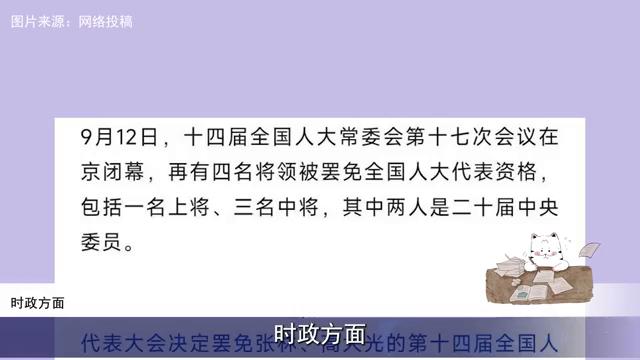 图片来源：网络投稿
9月12日，十四届全国人大常委会第十七次会议在
京闭幕，再有四名将领被罢免全国人大代表资格，
包括一名上将、三名中将，其中两人是二十届中央
委员。
时政方面
时政方面
代表大会决定罢免张林、高大光的第十四届全国人